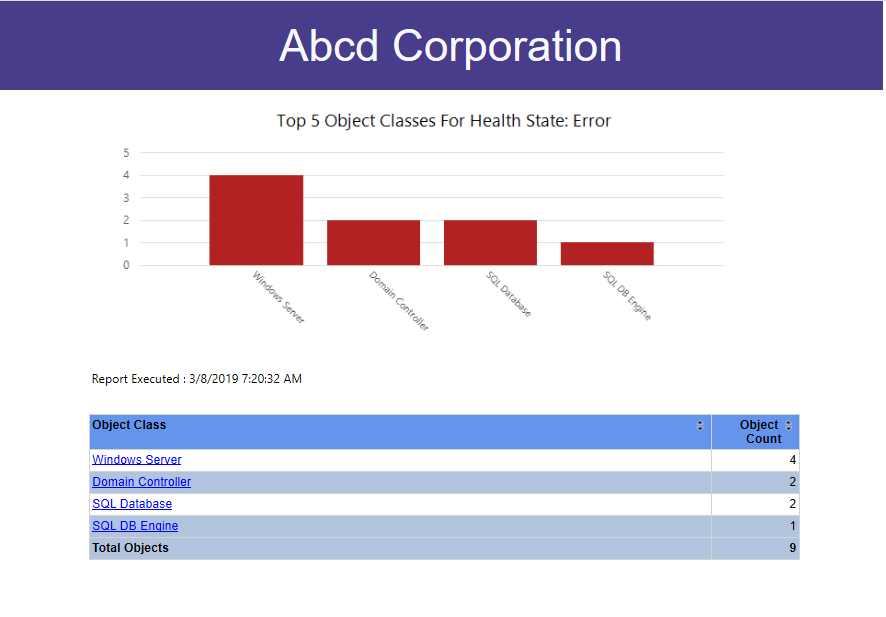 Abcd Corporation
Top 5 Object Classes For Health State: Error
5
4
3
2
1
0
Windows Server
Domain Controller
SQL Database
SQL DB Engine
Report Executed : 3/8/2019 7:20:32 AM
Object Class Object
Count
Windows Server 4
Domain Controller 2
SQL Database 2
SQL DB Engine 1
Total Objects 9